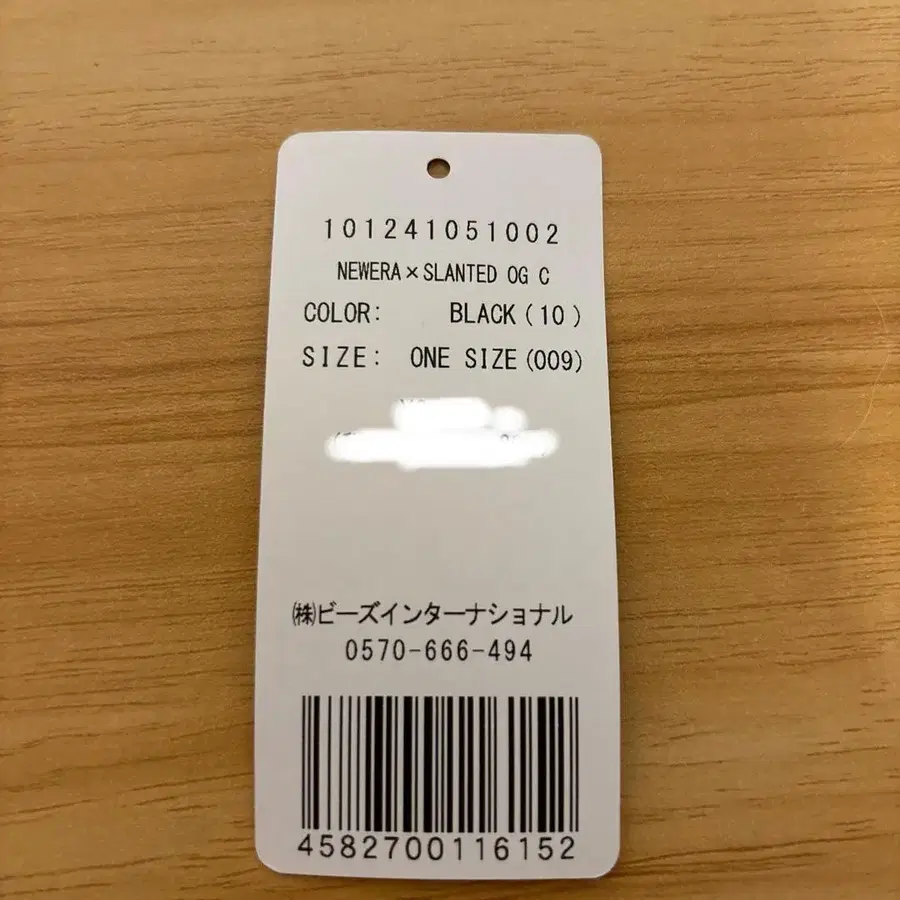 101241051002
NEWERA×SLANTED OG C
COLOR: BLACK(10)
SIZE: ONE SIZE(009)
㈱ビーズインターナショナル
0570-666-494
4582700116152